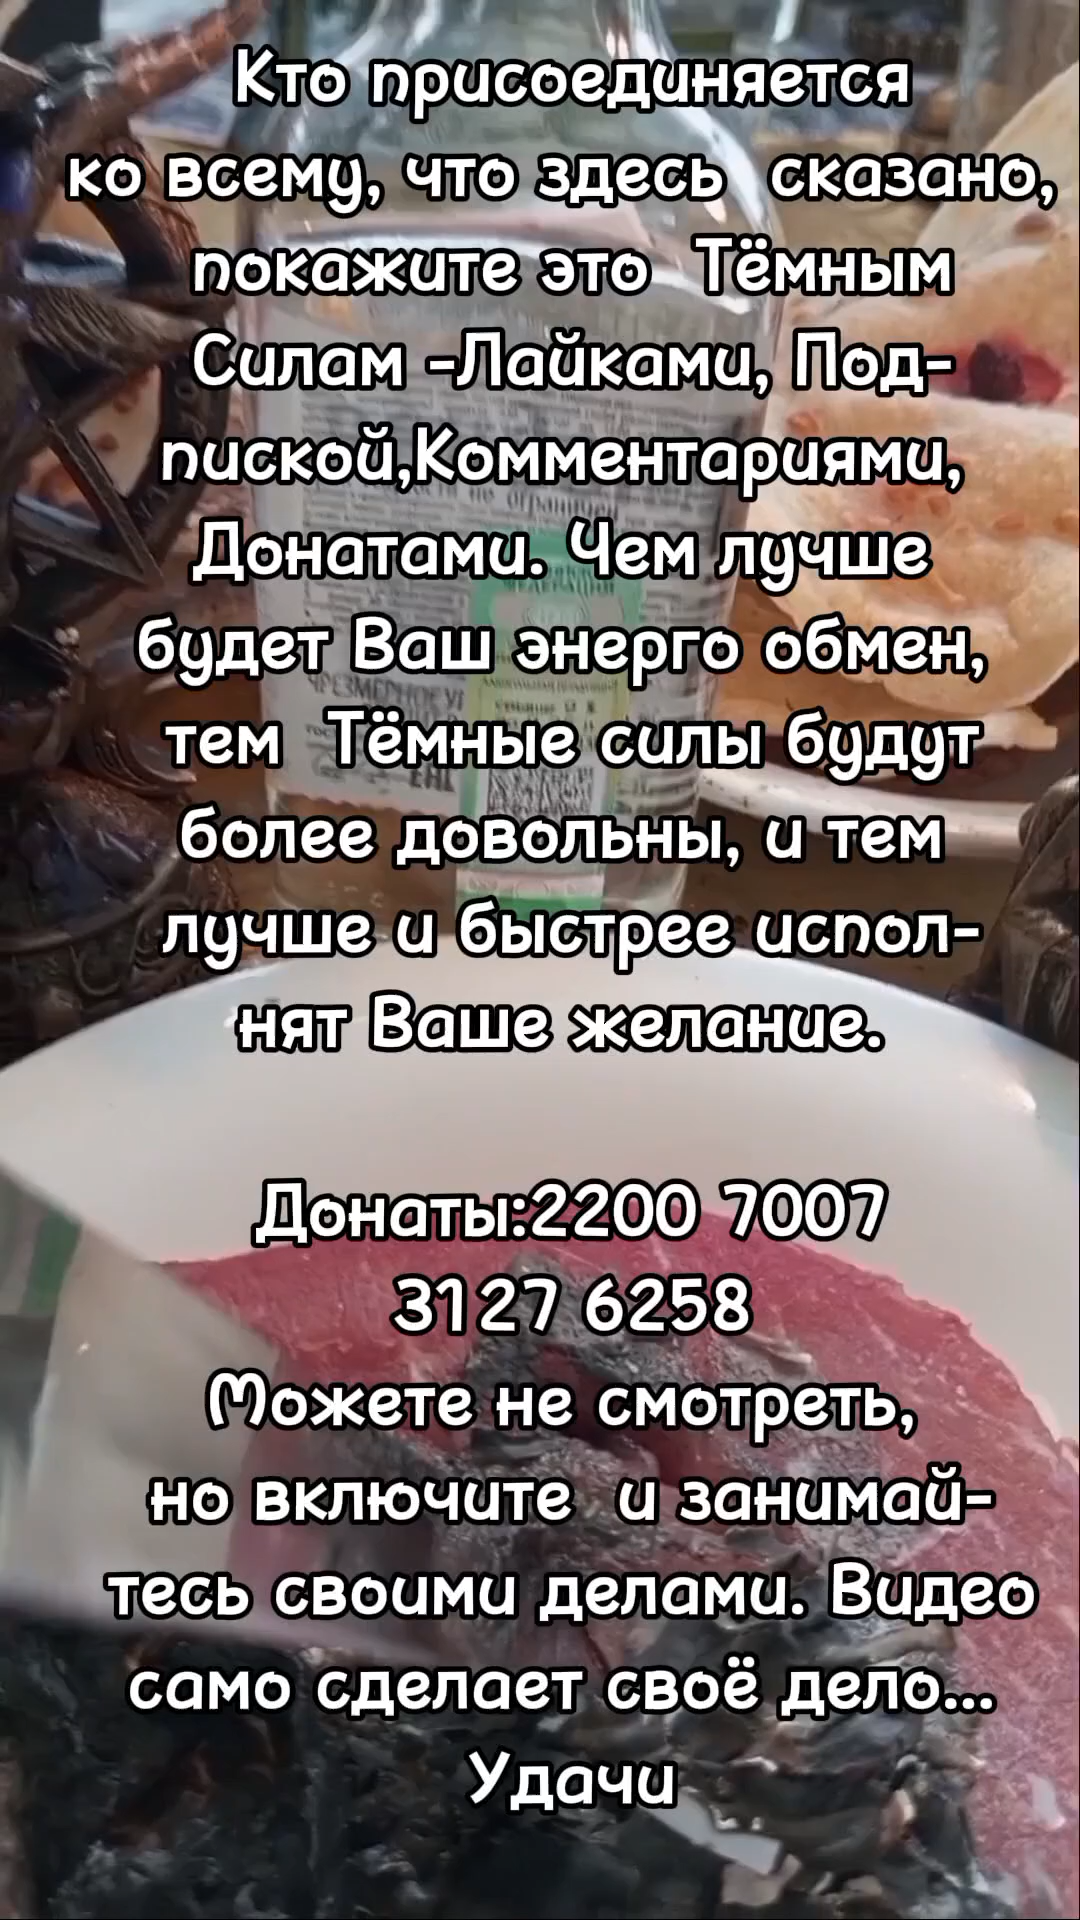 Кто присоединяется
ко всему, что здесь сказано,
покажите это Тёмным
Силам -Лайками, Под-
пиской,Комментариями,
Донатами. Чем лучше
будет Ваш энерго обмен,
тем Тёмные силы будут
более довольны, и тем
лучше и быстрее испол-
нят Ваше желание.
Донаты:2200 7007
3127 6258
Можете не смотреть,
но включите и занимай-
тесь своими делами. Видео
само сделает своё дело...
Удачи
ЧРЕЗМЕРНОЕ